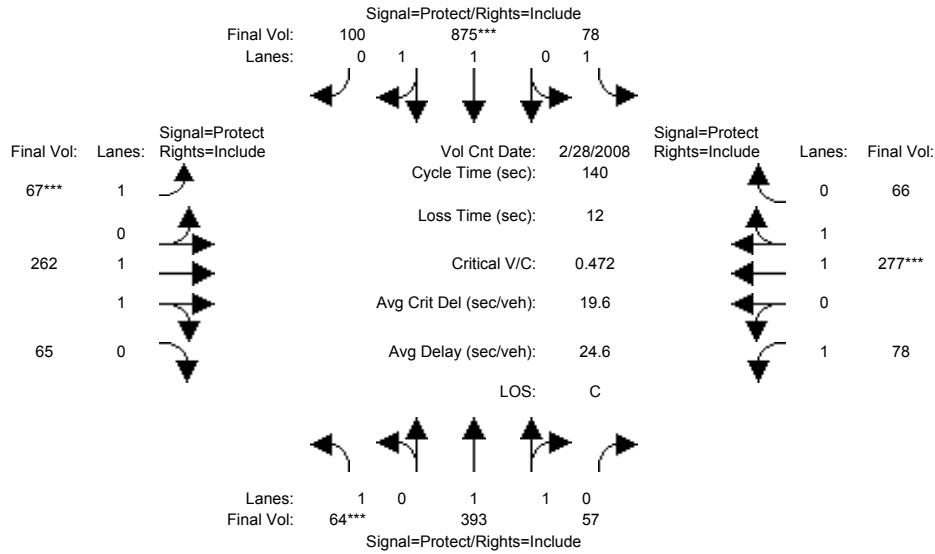 Signal=Protect/Rights=Include
Final Vol: 100 875*** 78
Lanes: 0 1 1 0 1
Signal=Protect Signal=Protect
Final Vol: Lanes: Rights=Include Vol Cnt Date: 2/28/2008 Rights=Include Lanes: Final Vol:
Cycle Time (sec): 140
67*** 1 0 66
Loss Time (sec): 12
0 1
262 1 Critical V/C: 0.472 1 277***
1 Avg Crit Del (sec/veh): 19.6 0
65 0 Avg Delay (sec/veh): 24.6 1 78
LOS: C
Lanes: 1 0 1 1 0
Final Vol: 64*** 393 57
Signal=Protect/Rights=Include